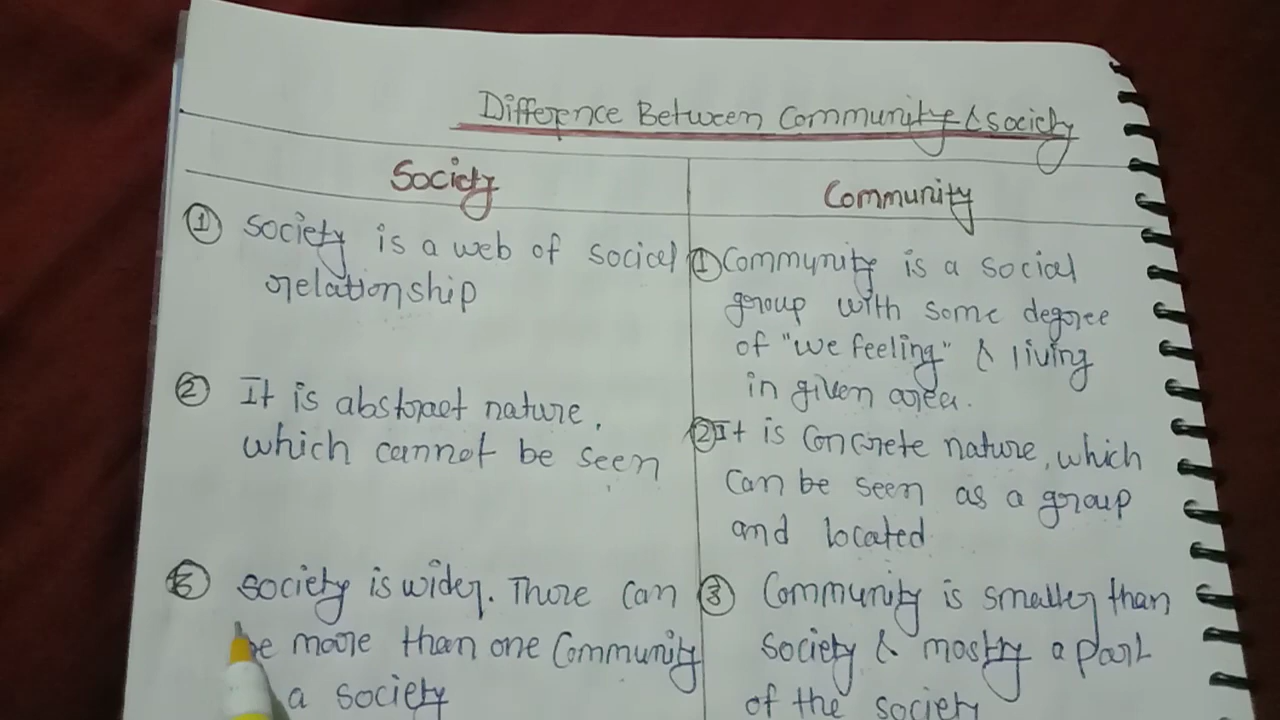 Difference Between Community & society
Society
① Society is a web of social
relationship
② It is abstract nature,
which cannot be seen
③ society is wider. There can
be more than one Community
a society
Community
① Community is a social
group with some degree
of "we feeling" & living
in given area.
② It is Concrete nature, which
can be seen as a group
and located
③ Community is smaller than
society & mostly a part
of the society